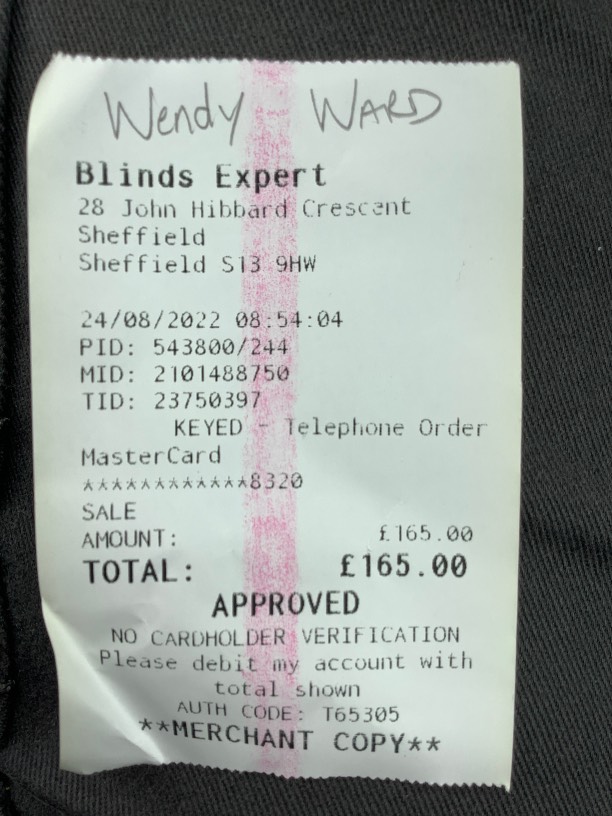 Wendy WARD
Blinds Expert
28 John Hibbard Crescent
Sheffield
Sheffield S13 9HW
24/08/2022 08:54:04
PID: 543800/244
MID: 2101488750
TID: 23750397
KEYED - Telephone Order
MasterCard
************8320
SALE
AMOUNT: £165.00
TOTAL: £165.00
APPROVED
NO CARDHOLDER VERIFICATION
Please debit my account with
total shown
AUTH CODE: T65305
**MERCHANT COPY**